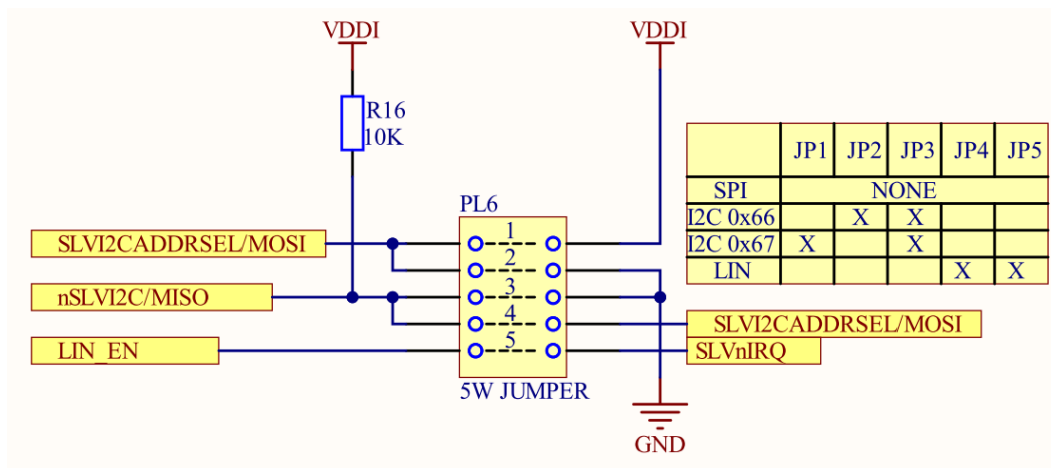 VDDI
VDDI
R16
10K
JP1 JP2 JP3 JP4 JP5
SPI NONE
I2C 0x66 X X
I2C 0x67 X X
LIN X X
PL6
SLVI2CADDRSEL/MOSI
1
2
nSLVI2C/MISO
3
4
SLVI2CADDRSEL/MOSI
LIN_EN
5
SLVnIRQ
5W JUMPER
GND